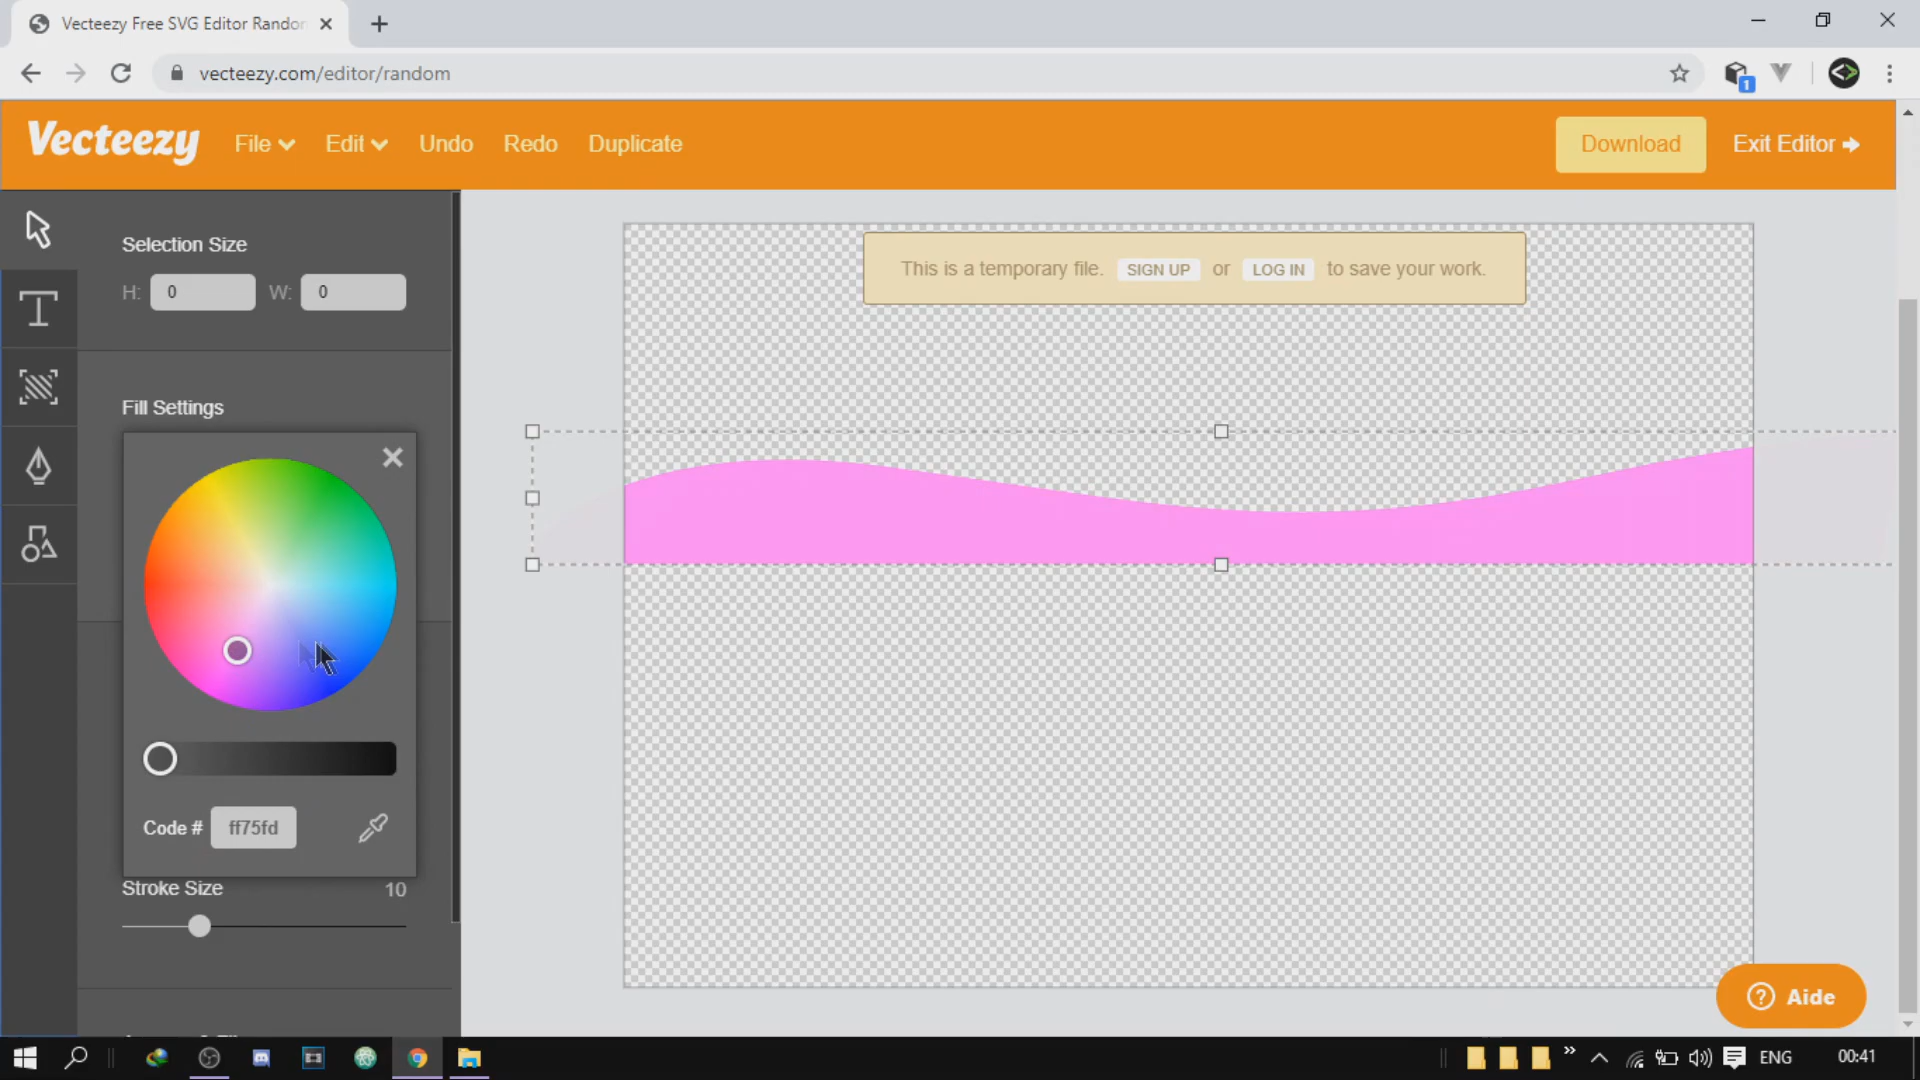 Vecteezy Free SVG Editor Randor
vecteezy.com/editor/random
1
Vecteezy File Edit Undo Redo Duplicate Download Exit Editor
Selection Size
H: 0 W: 0
This is a temporary file. SIGN UP or LOG IN to save your work.
Fill Settings
Code # ff75fd
Stroke Size 10
Aide
ENG 00:41